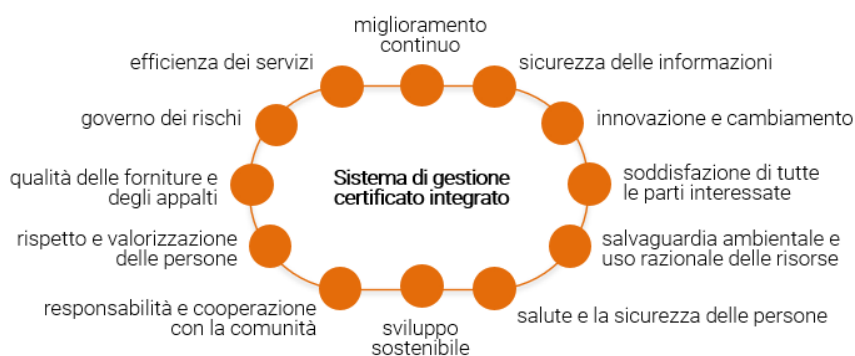 miglioramento
continuo
efficienza dei servizi
sicurezza delle informazioni
governo dei rischi
innovazione e cambiamento
qualità delle forniture e
degli appalti
Sistema di gestione
certificato integrato
soddisfazione di tutte
le parti interessate
rispetto e valorizzazione
delle persone
salvaguardia ambientale e
uso razionale delle risorse
responsabilità e cooperazione
con la comunità
sviluppo
sostenibile
salute e la sicurezza delle persone